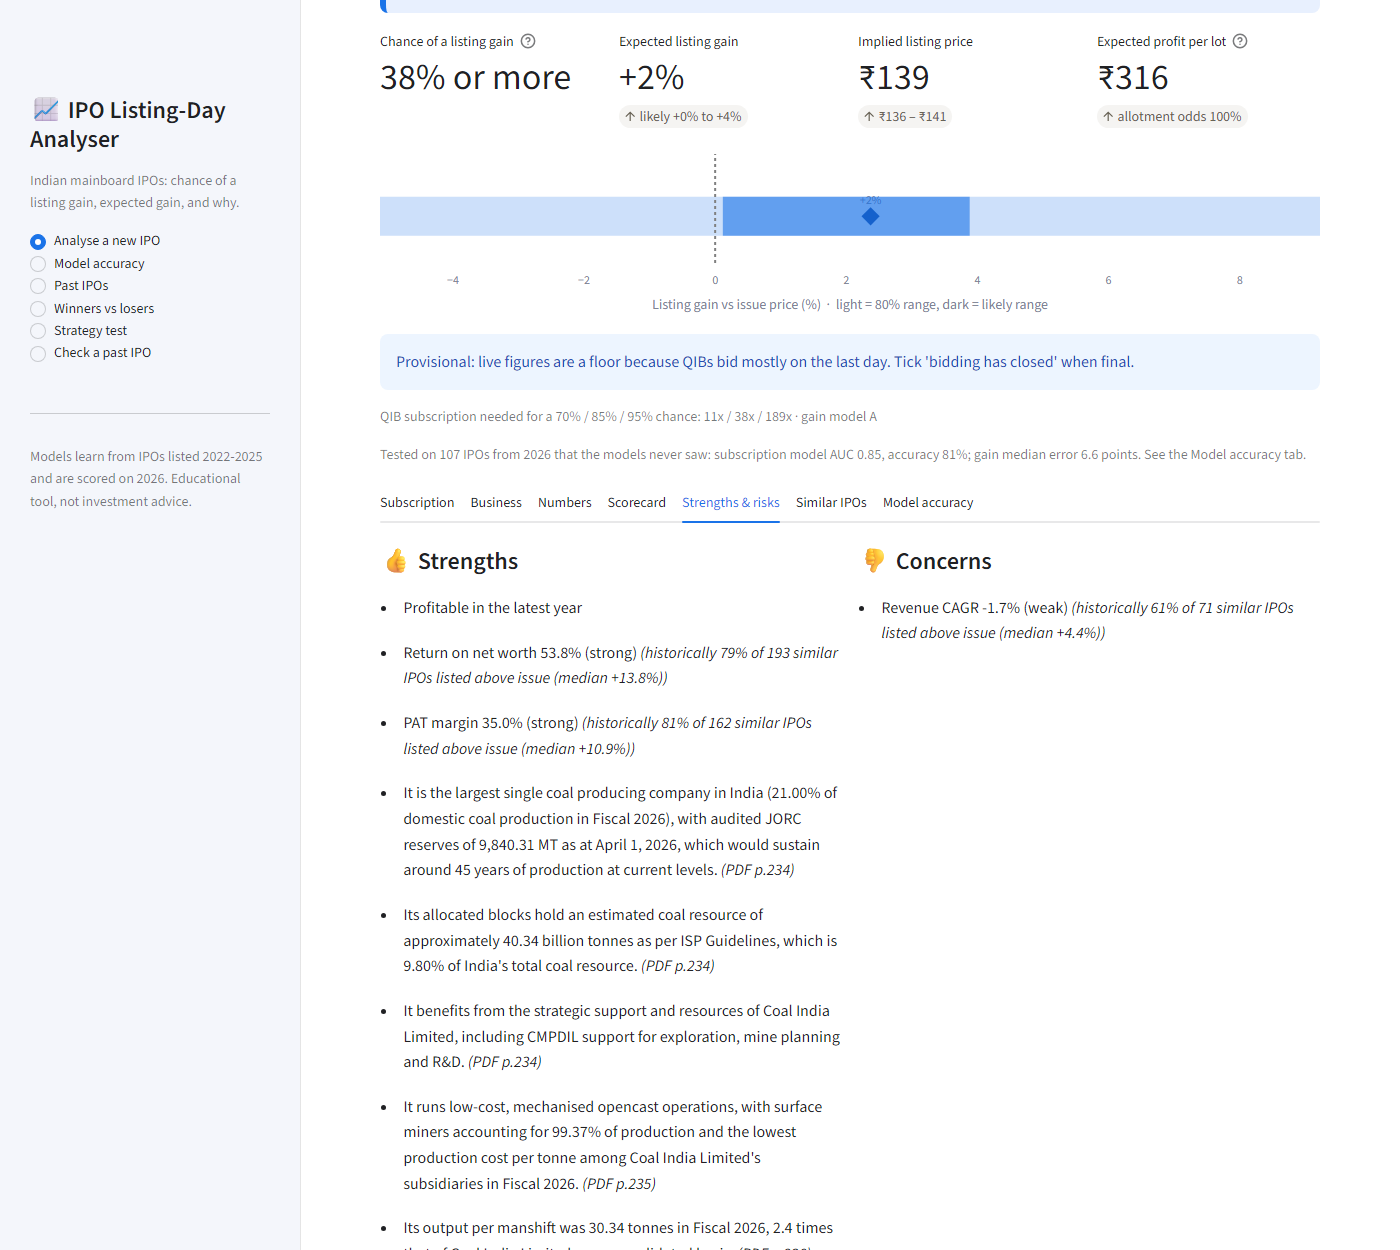 📈 IPO Listing-Day
Analyser
Indian mainboard IPOs: chance of a
listing gain, expected gain, and why.
Analyse a new IPO
Model accuracy
Past IPOs
Winners vs losers
Strategy test
Check a past IPO
Models learn from IPOs listed 2022-2025
and are scored on 2026. Educational
tool, not investment advice.
Chance of a listing gain
38% or more
Expected listing gain
+2%
↑ likely +0% to +4%
Implied listing price
₹139
↑ ₹136 – ₹141
Expected profit per lot
₹316
↑ allotment odds 100%
+2%
−4 −2 0 2 4 6 8
Listing gain vs issue price (%) · light = 80% range, dark = likely range
Provisional: live figures are a floor because QIBs bid mostly on the last day. Tick 'bidding has closed' when final.
QIB subscription needed for a 70% / 85% / 95% chance: 11x / 38x / 189x · gain model A
Tested on 107 IPOs from 2026 that the models never saw: subscription model AUC 0.85, accuracy 81%; gain median error 6.6 points. See the Model accuracy tab.
Subscription Business Numbers Scorecard Strengths & risks Similar IPOs Model accuracy
👍 Strengths
• Profitable in the latest year
• Return on net worth 53.8% (strong) (historically 79% of 193 similar
IPOs listed above issue (median +13.8%))
• PAT margin 35.0% (strong) (historically 81% of 162 similar IPOs
listed above issue (median +10.9%))
• It is the largest single coal producing company in India (21.00% of
domestic coal production in Fiscal 2026), with audited JORC
reserves of 9,840.31 MT as at April 1, 2026, which would sustain
around 45 years of production at current levels. (PDF p.234)
• Its allocated blocks hold an estimated coal resource of
approximately 40.34 billion tonnes as per ISP Guidelines, which is
9.80% of India's total coal resource. (PDF p.234)
• It benefits from the strategic support and resources of Coal India
Limited, including CMPDIL support for exploration, mine planning
and R&D. (PDF p.234)
• It runs low-cost, mechanised opencast operations, with surface
miners accounting for 99.37% of production and the lowest
production cost per tonne among Coal India Limited's
subsidiaries in Fiscal 2026. (PDF p.235)
• Its output per manshift was 30.34 tonnes in Fiscal 2026, 2.4 times
👎 Concerns
• Revenue CAGR -1.7% (weak) (historically 61% of 71 similar IPOs
listed above issue (median +4.4%))